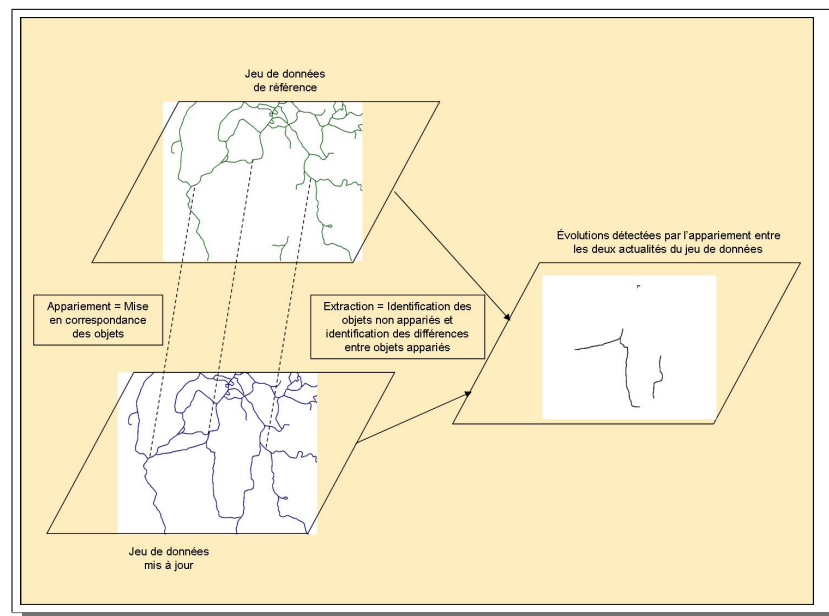 Jeu de données
de référence
Évolutions détectées par l'appariement entre
les deux actualités du jeu de données
Appariement = Mise
en correspondance
des objets
Extraction = Identification des
objets non appariés et
identification des différences
entre objets appariés
Jeu de données
mis à jour